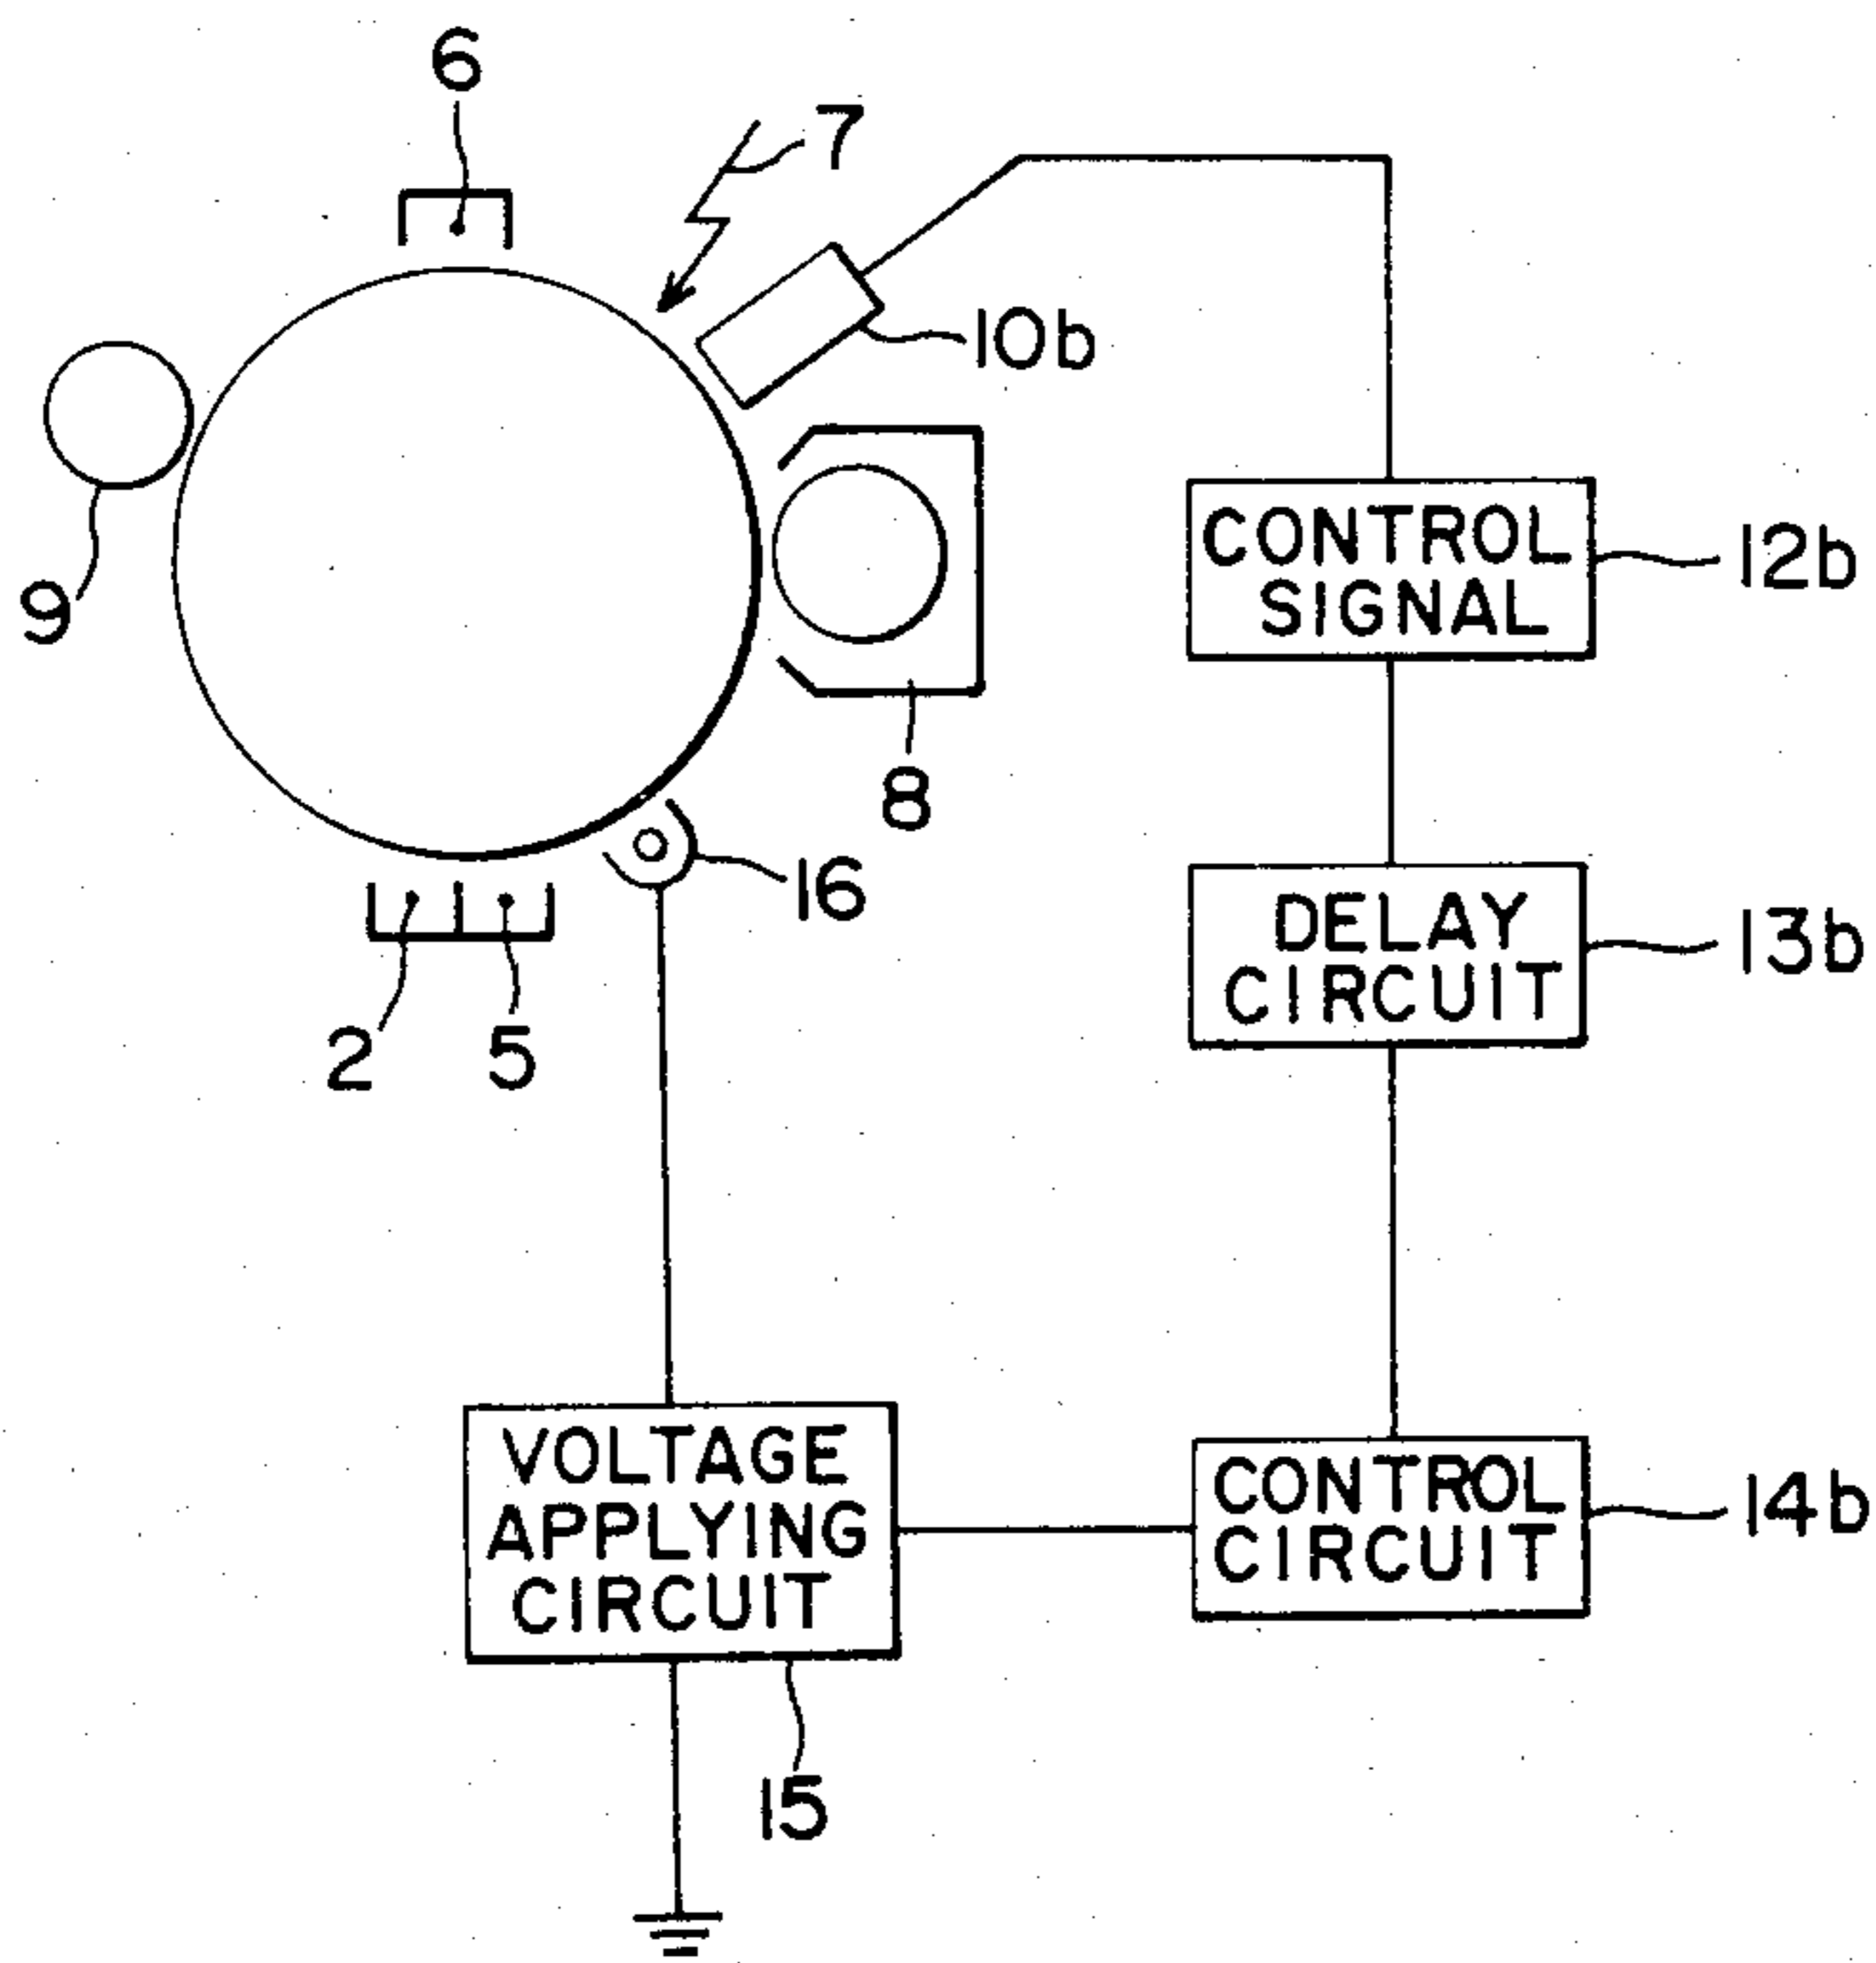 6
7
10b
9
CONTROL
SIGNAL
12b
8
16
DELAY
CIRCUIT
13b
2
5
VOLTAGE
APPLYING
CIRCUIT
CONTROL
CIRCUIT
14b
15